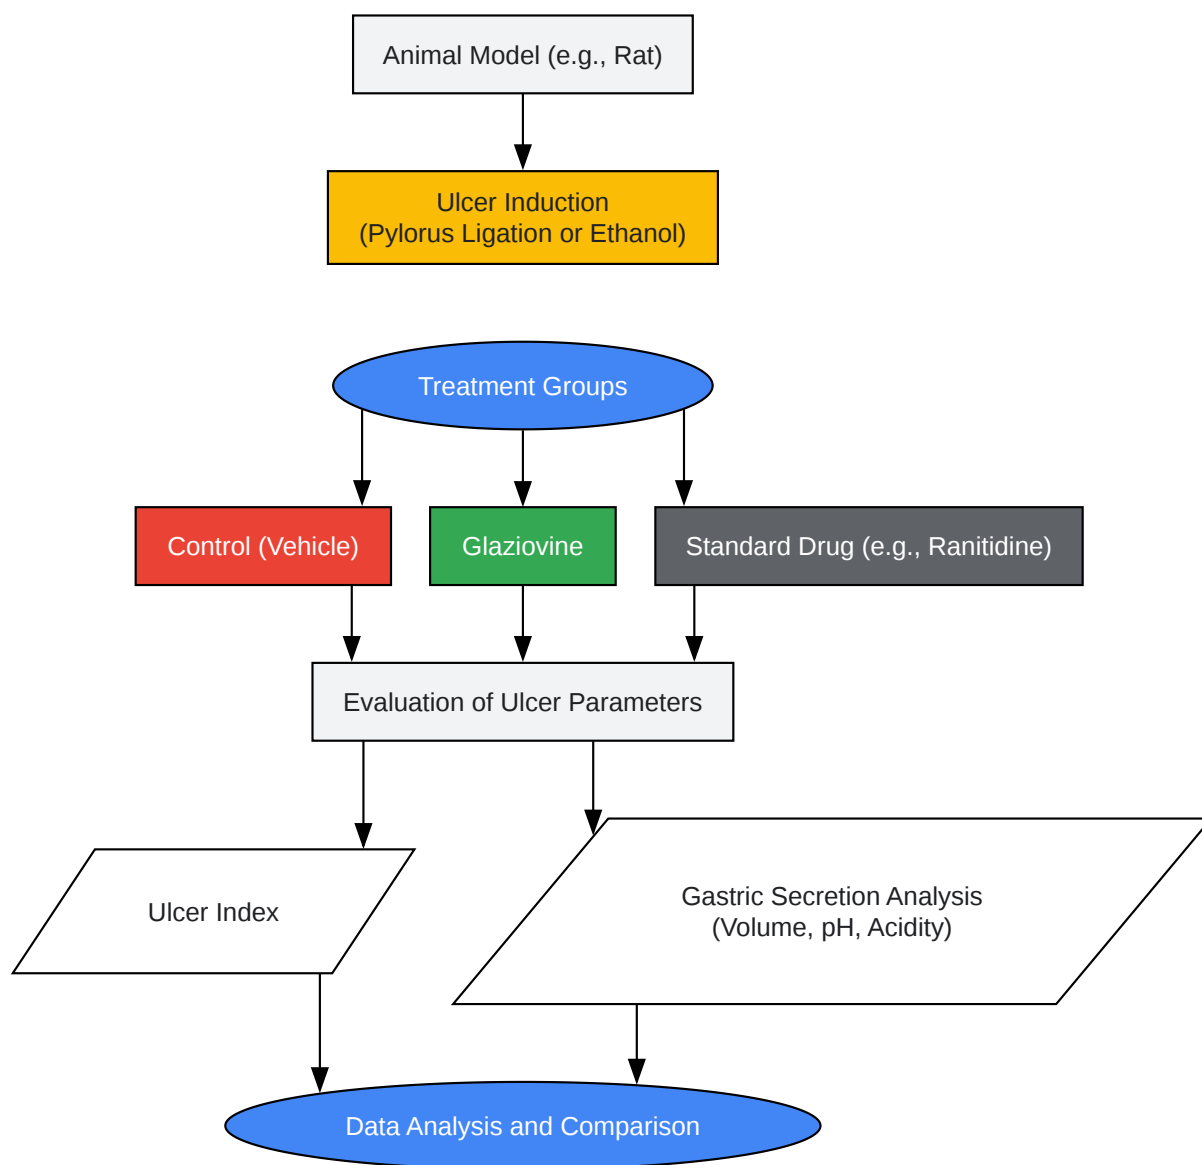 Animal Model (e.g., Rat)
Ulcer Induction
(Pylorus Ligation or Ethanol)
Treatment Groups
Control (Vehicle)
Glaziovine
Standard Drug (e.g., Ranitidine)
Evaluation of Ulcer Parameters
Ulcer Index
Gastric Secretion Analysis
(Volume, pH, Acidity)
Data Analysis and Comparison